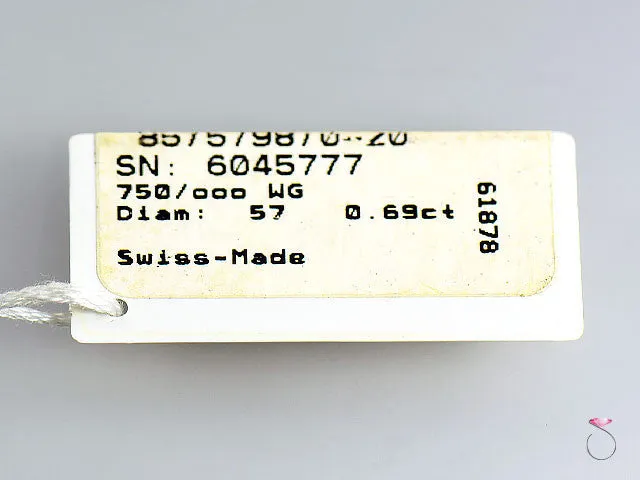 SN: 6045777
750/ooo WG
Diam: 57 0.69ct
61878
Swiss-Made